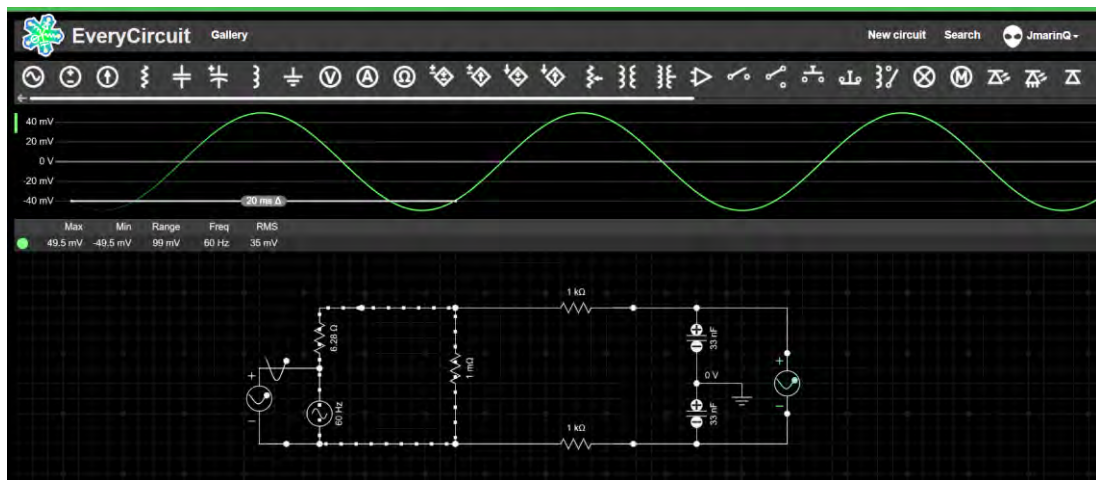 EveryCircuit Gallery New circuit Search JmarinQ
40 mV
20 mV
0 V
-20 mV
-40 mV
20 ms Δ
Max Min Range Freq RMS
49.5 mV -49.5 mV 99 mV 60 Hz 35 mV
1 kΩ
6.28 Ω
33 nF
1 mΩ
0 V
60 Hz
33 nF
1 kΩ